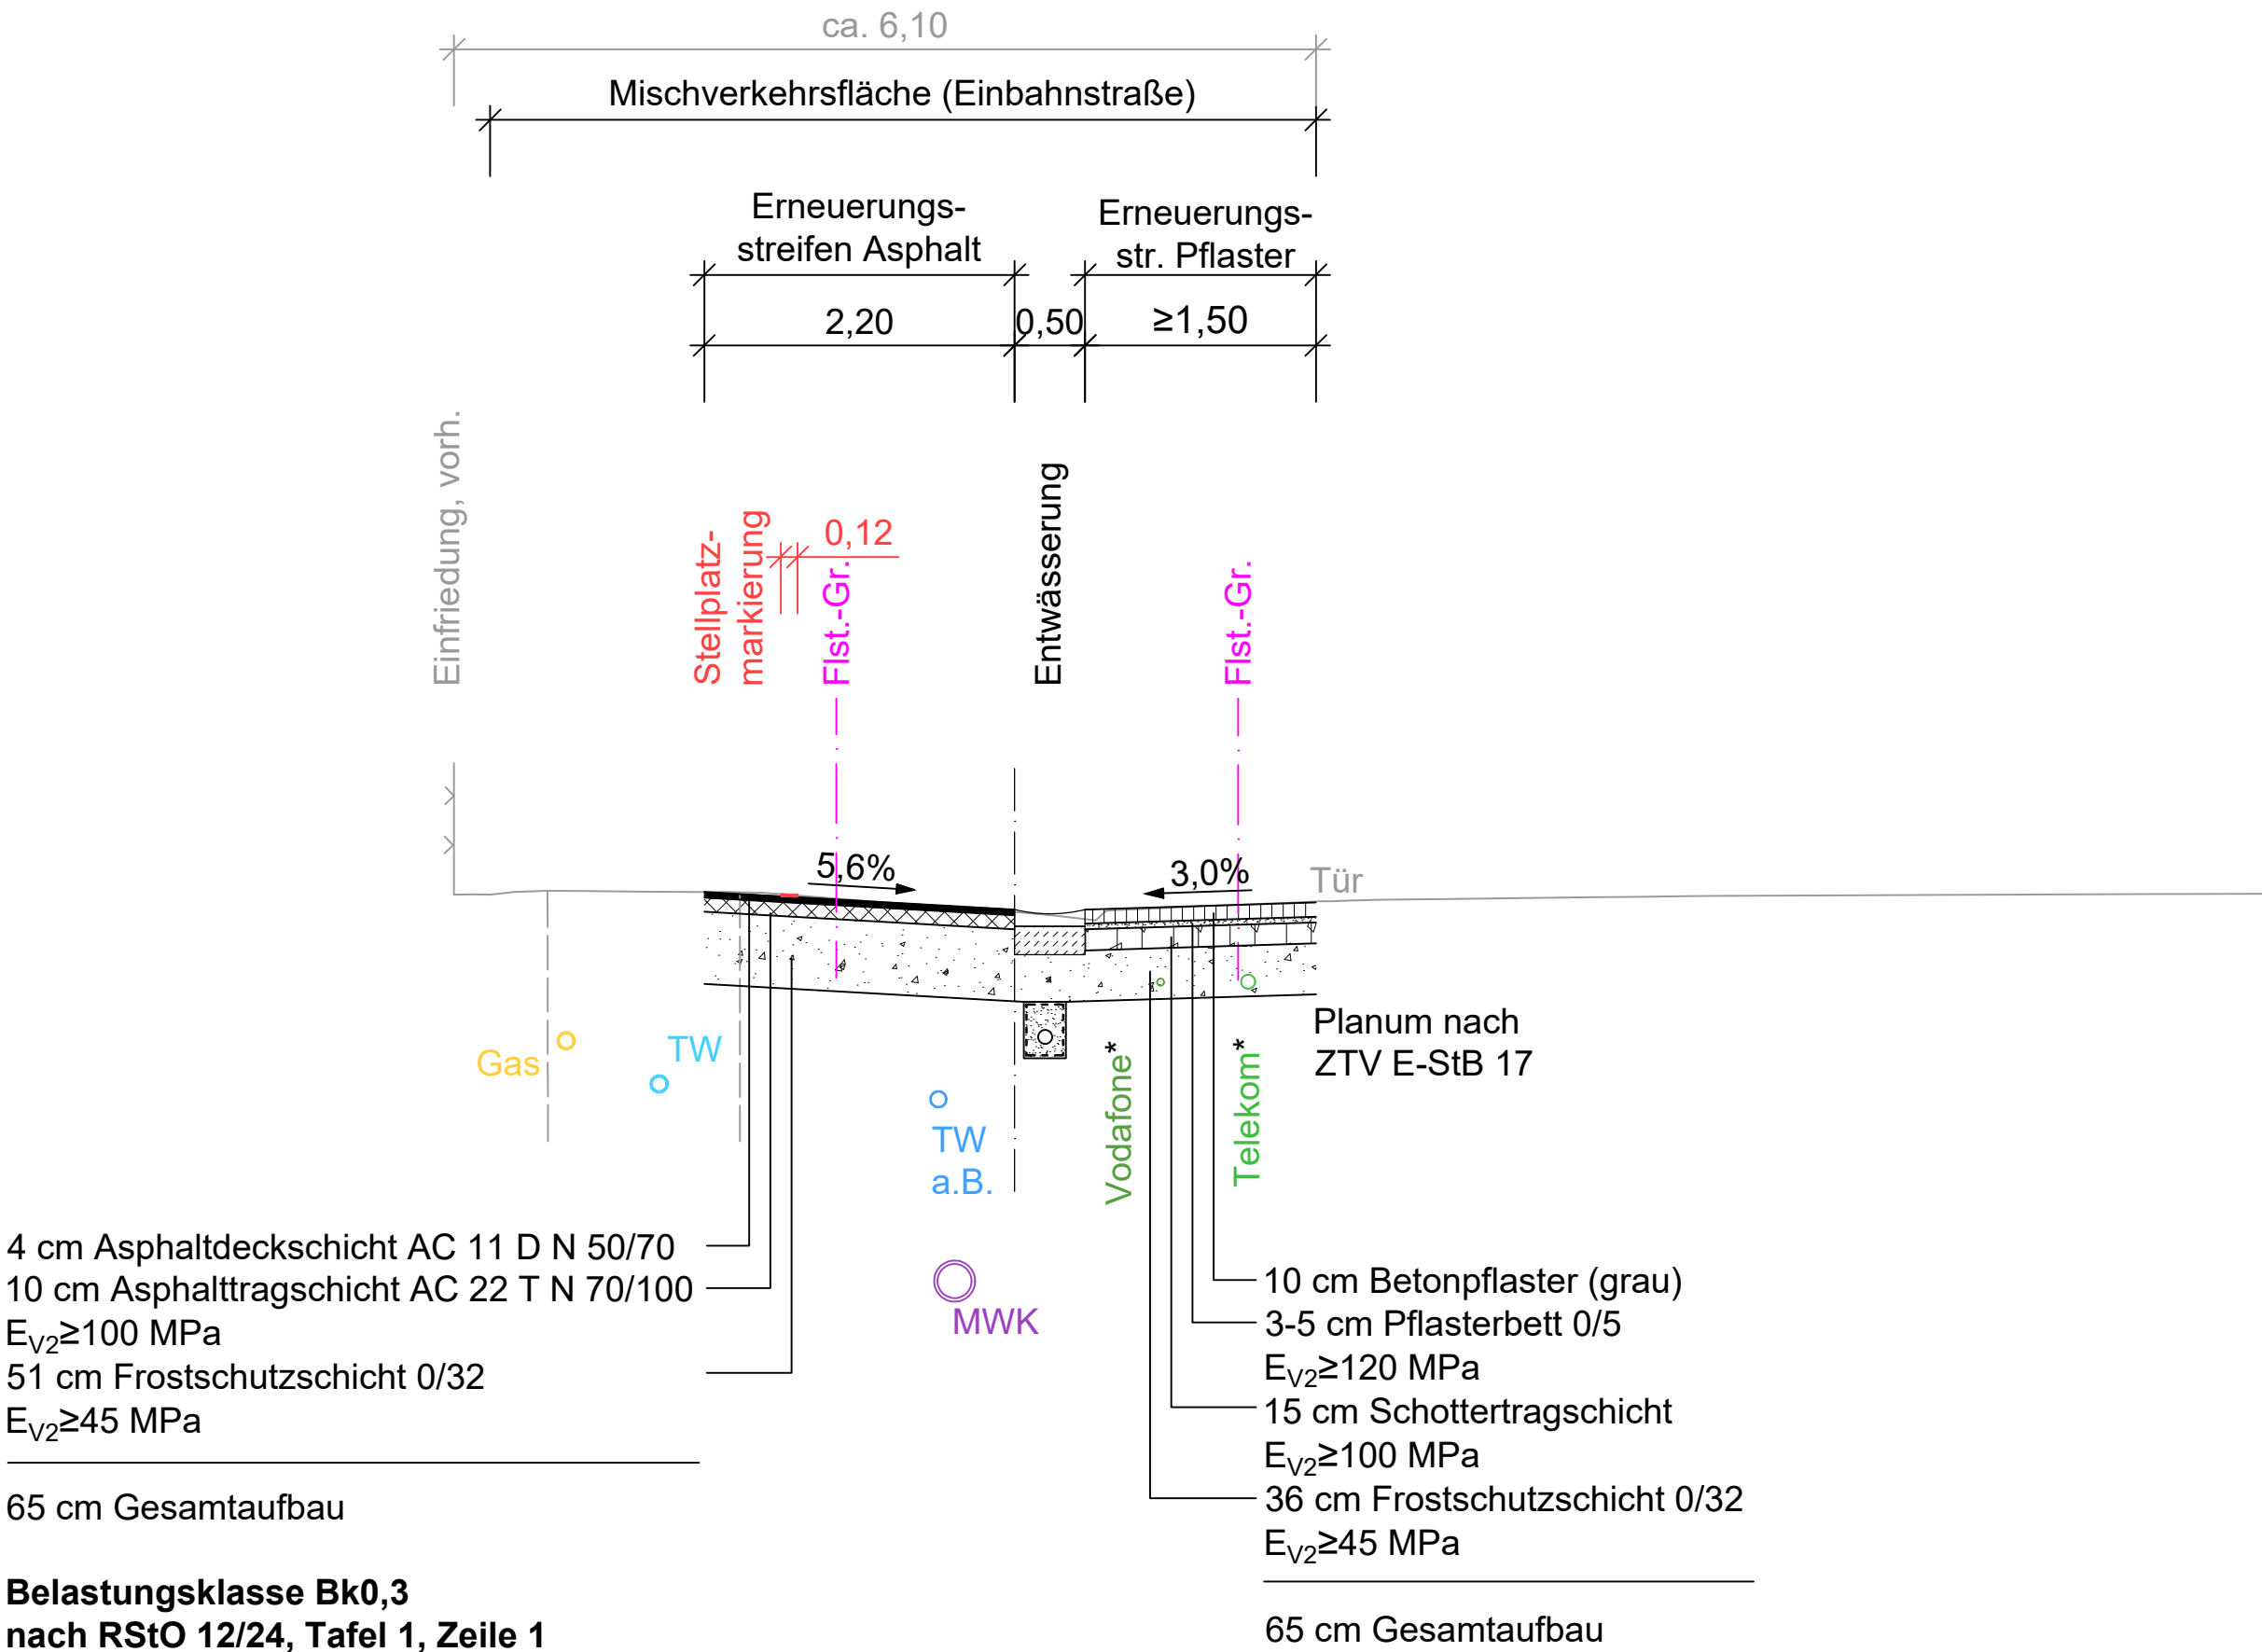 ca. 6,10
Mischverkehrsfläche (Einbahnstraße)
Erneuerungs-
streifen Asphalt
Erneuerungs-
str. Pflaster
2,20
0,50
≥1,50
Einfriedung, vorh.
Stellplatz-
markierung
0,12
Flst.-Gr.
Entwässerung
Flst.-Gr.
5,6%
3,0%
Tür
Planum nach
ZTV E-StB 17
Gas
TW
TW
a.B.
Vodafone*
Telekom*
MWK
4 cm Asphaltdeckschicht AC 11 D N 50/70
10 cm Asphalttragschicht AC 22 T N 70/100
EV2≥100 MPa
51 cm Frostschutzschicht 0/32
EV2≥45 MPa
65 cm Gesamtaufbau
Belastungsklasse Bk0,3
nach RStO 12/24, Tafel 1, Zeile 1
10 cm Betonpflaster (grau)
3-5 cm Pflasterbett 0/5
EV2≥120 MPa
15 cm Schottertragschicht
EV2≥100 MPa
36 cm Frostschutzschicht 0/32
EV2≥45 MPa
65 cm Gesamtaufbau